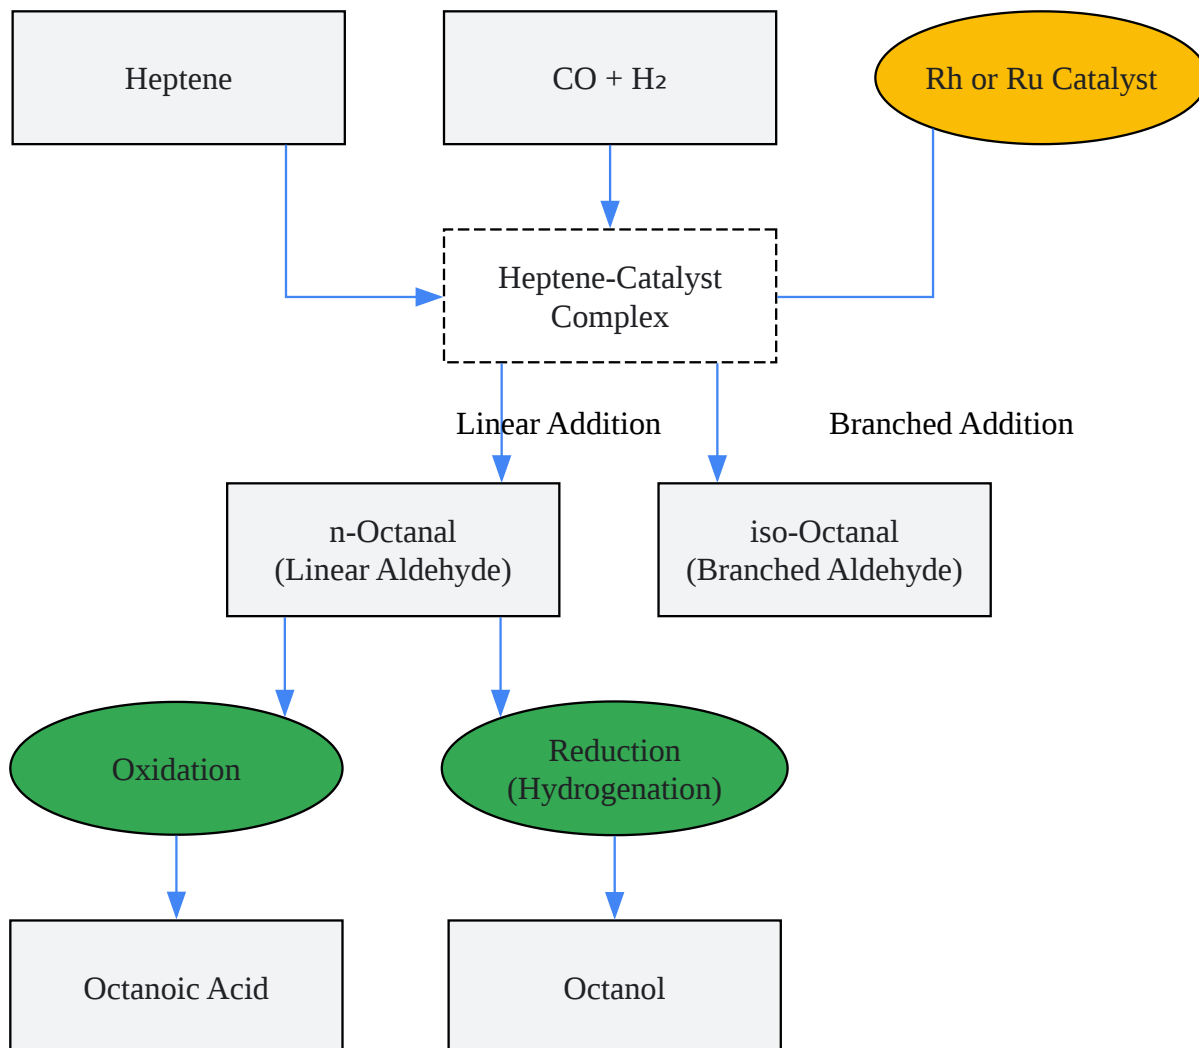 Heptene
CO + H₂
Rh or Ru Catalyst
Heptene-Catalyst
Complex
Linear Addition
Branched Addition
n-Octanal
(Linear Aldehyde)
iso-Octanal
(Branched Aldehyde)
Oxidation
Reduction
(Hydrogenation)
Octanoic Acid
Octanol